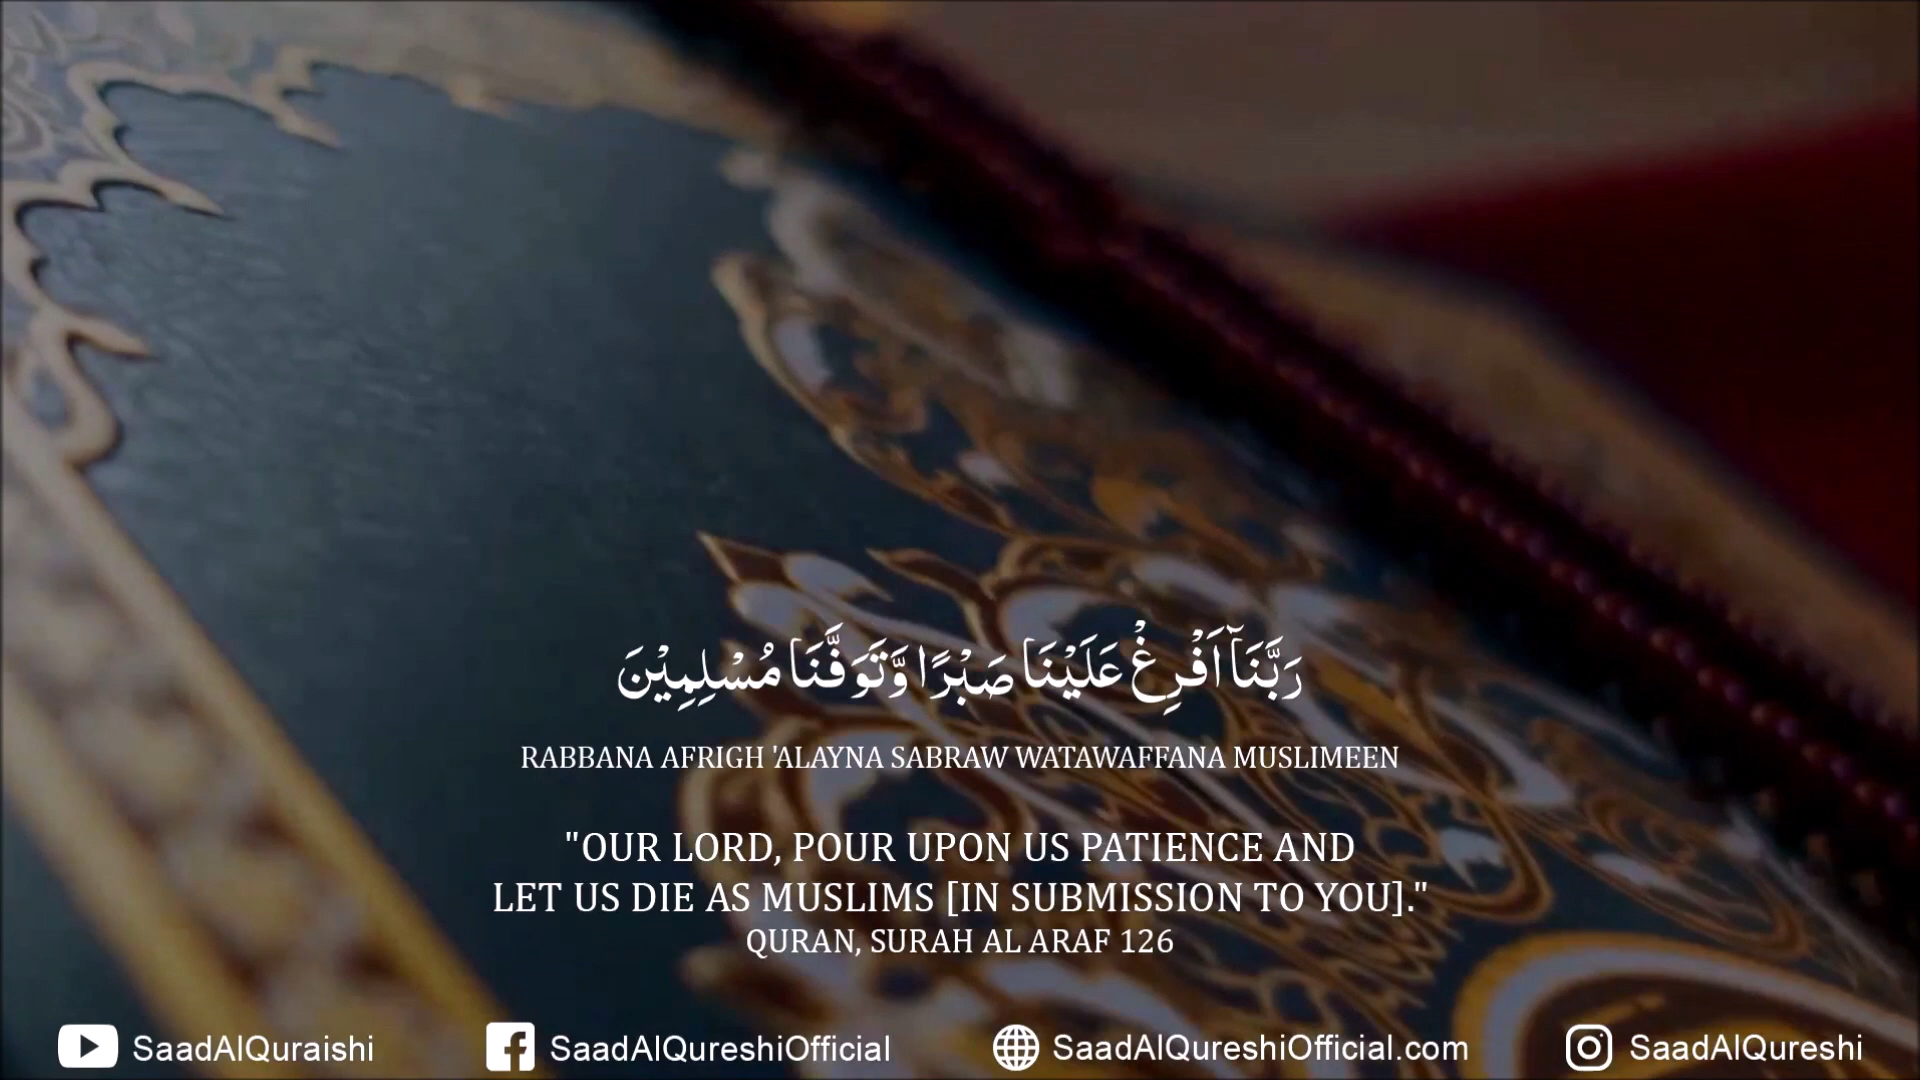 رَبَّنَآ اَفْرِغْ عَلَيْنَا صَبْرًا وَّتَوَفَّنَا مُسْلِمِيْنَ
RABBANA AFRIGH 'ALAYNA SABRAW WATAWAFFANA MUSLIMEEN
"OUR LORD, POUR UPON US PATIENCE AND
LET US DIE AS MUSLIMS [IN SUBMISSION TO YOU]."
QURAN, SURAH AL ARAF 126
SaadAlQuraishi SaadAlQureshiOfficial SaadAlQureshiOfficial.com SaadAlQureshi